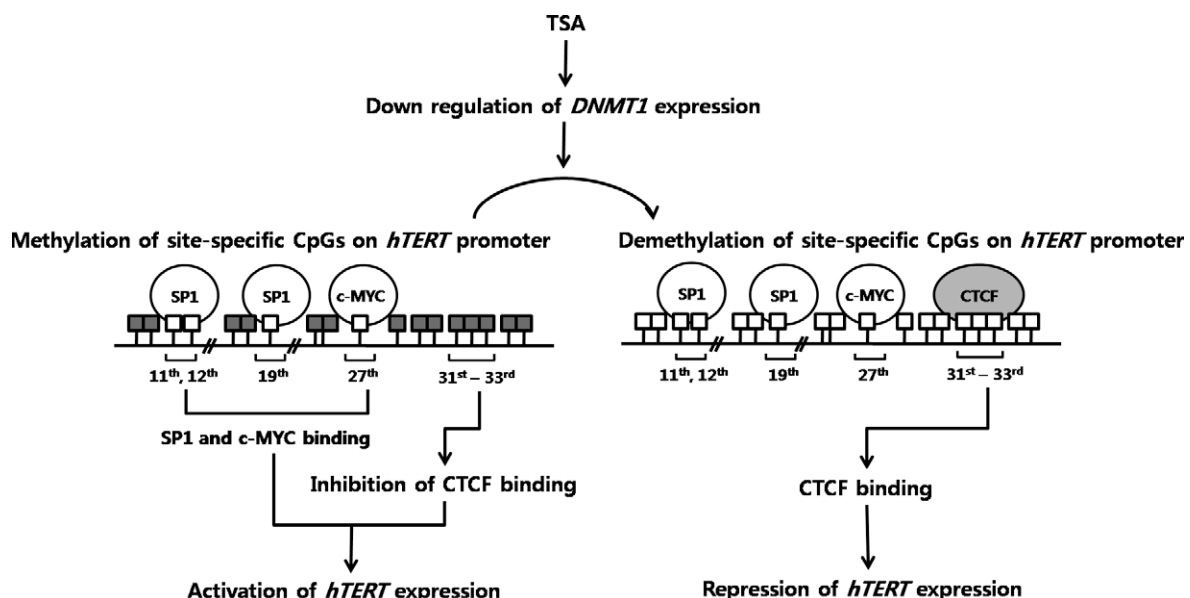 TSA
Down regulation of DNMT1 expression
Methylation of site-specific CpGs on hTERT promoter
SP1
SP1
c-MYC
11th, 12th
19th
27th
31st – 33rd
SP1 and c-MYC binding
Inhibition of CTCF binding
Activation of hTERT expression
Demethylation of site-specific CpGs on hTERT promoter
SP1
SP1
c-MYC
CTCF
11th, 12th
19th
27th
31st – 33rd
CTCF binding
Repression of hTERT expression